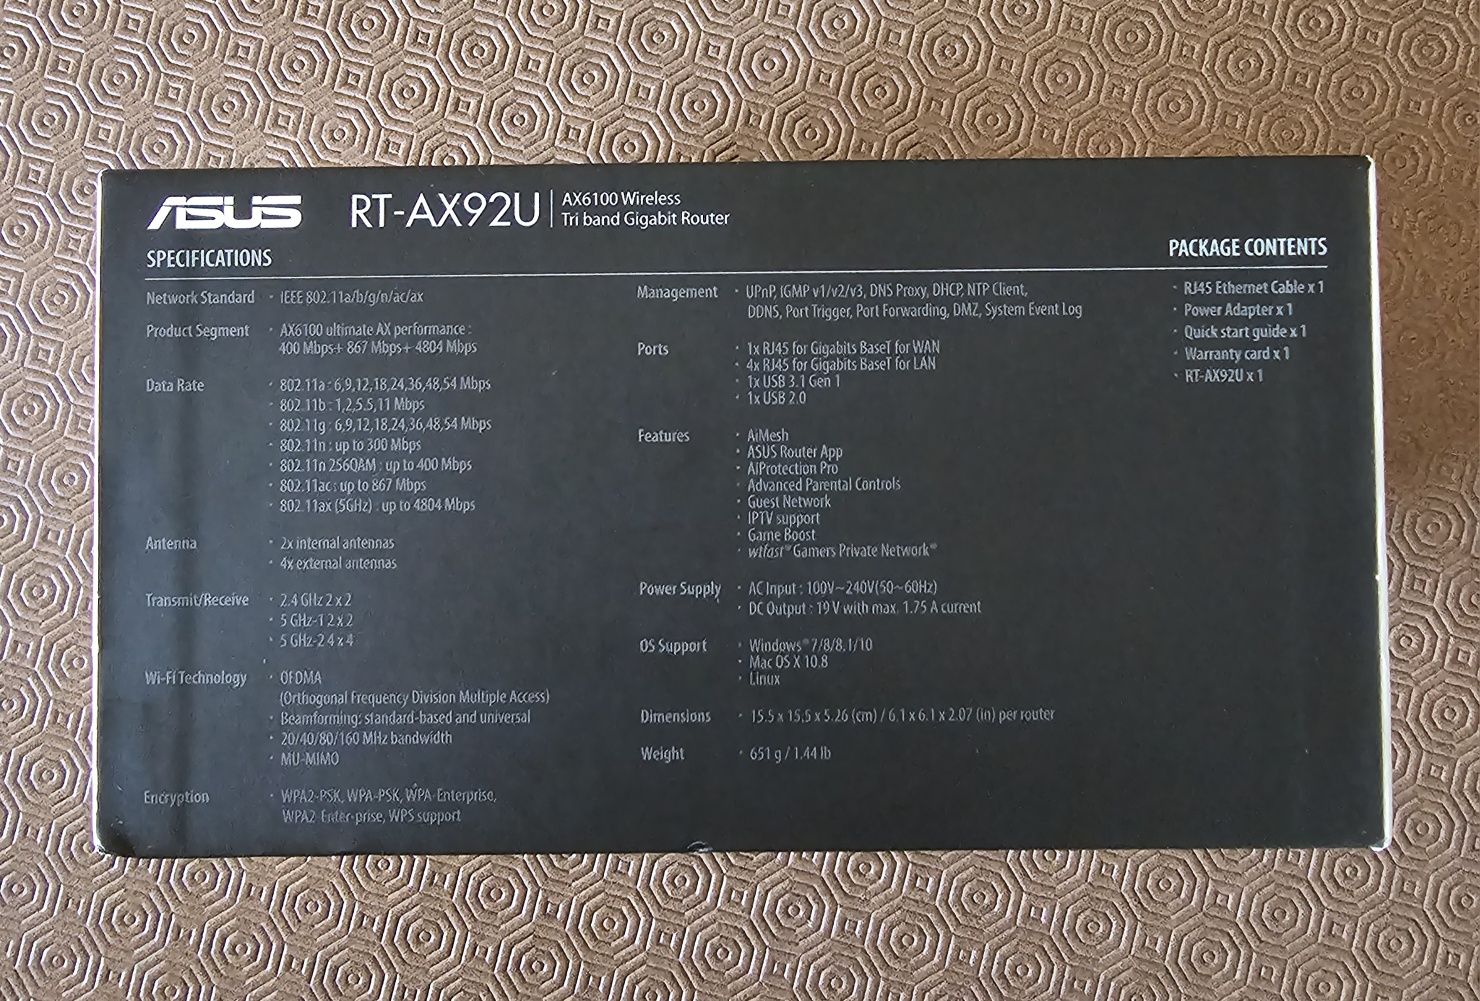 ASUS RT-AX92U AX6100 Wireless
Tri band Gigabit Router
SPECIFICATIONS
Network Standard · IEEE 802.11a/b/g/n/ac/ax
Product Segment · AX6100 ultimate AX performance :
400 Mbps+ 867 Mbps+ 4804 Mbps
Data Rate · 802.11a : 6,9,12,18,24,36,48,54 Mbps
· 802.11b : 1,2,5.5,11 Mbps
· 802.11g : 6,9,12,18,24,36,48,54 Mbps
· 802.11n : up to 300 Mbps
· 802.11n 256QAM : up to 400 Mbps
· 802.11ac : up to 867 Mbps
· 802.11ax (5GHz) : up to 4804 Mbps
Antenna · 2x internal antennas
· 4x external antennas
Transmit/Receive · 2.4 GHz 2 x 2
· 5 GHz-1 2 x 2
· 5 GHz-2 4 x 4
Wi-Fi Technology · OFDMA
(Orthogonal Frequency Division Multiple Access)
· Beamforming: standard-based and universal
· 20/40/80/160 MHz bandwidth
· MU-MIMO
Encryption · WPA2-PSK, WPA-PSK, WPA-Enterprise,
WPA2-Enter-prise, WPS support
Management · UPnP, IGMP v1/v2/v3, DNS Proxy, DHCP, NTP Client,
DDNS, Port Trigger, Port Forwarding, DMZ, System Event Log
Ports · 1x RJ45 for Gigabits BaseT for WAN
· 4x RJ45 for Gigabits BaseT for LAN
· 1x USB 3.1 Gen 1
· 1x USB 2.0
Features · AiMesh
· ASUS Router App
· AiProtection Pro
· Advanced Parental Controls
· Guest Network
· IPTV support
· Game Boost
· wtfast® Gamers Private Network®
Power Supply · AC Input : 100V~240V(50~60Hz)
· DC Output : 19 V with max. 1.75 A current
OS Support · Windows® 7/8/8.1/10
· Mac OS X 10.8
· Linux
Dimensions · 15.5 x 15.5 x 5.26 (cm) / 6.1 x 6.1 x 2.07 (in) per router
Weight · 651 g / 1.44 lb
PACKAGE CONTENTS
· RJ45 Ethernet Cable x 1
· Power Adapter x 1
· Quick start guide x 1
· Warranty card x 1
· RT-AX92U x 1